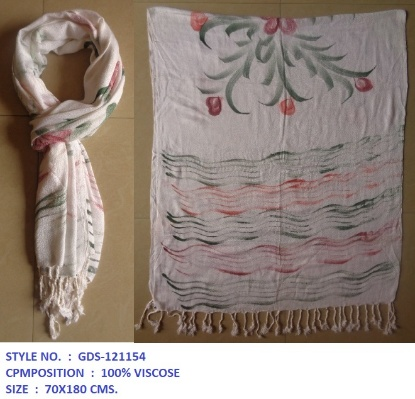 STYLE NO.  :  GDS-121154
CPMPOSITION  :  100% VISCOSE
SIZE  :  70X180 CMS.